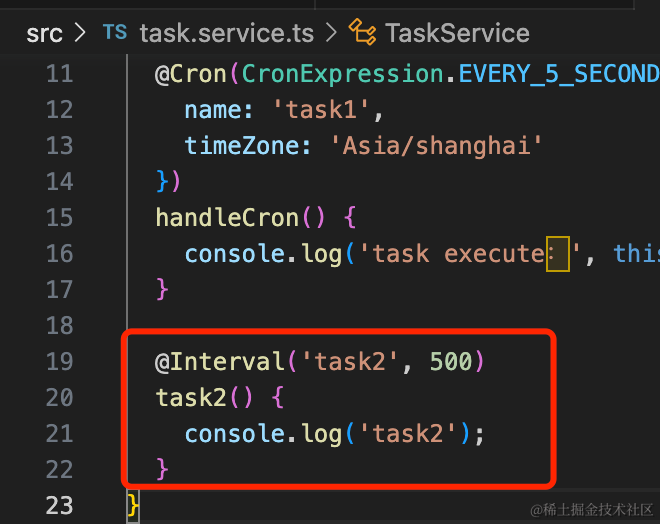 src > TS task.service.ts > TaskService
11 @Cron(CronExpression.EVERY_5_SECOND
12 name: 'task1',
13 timeZone: 'Asia/shanghai'
14 })
15 handleCron() {
16 console.log('task execute：', this
17 }
18
19 @Interval('task2', 500)
20 task2() {
21 console.log('task2');
22 }
23 }
@稀土掘金技术社区